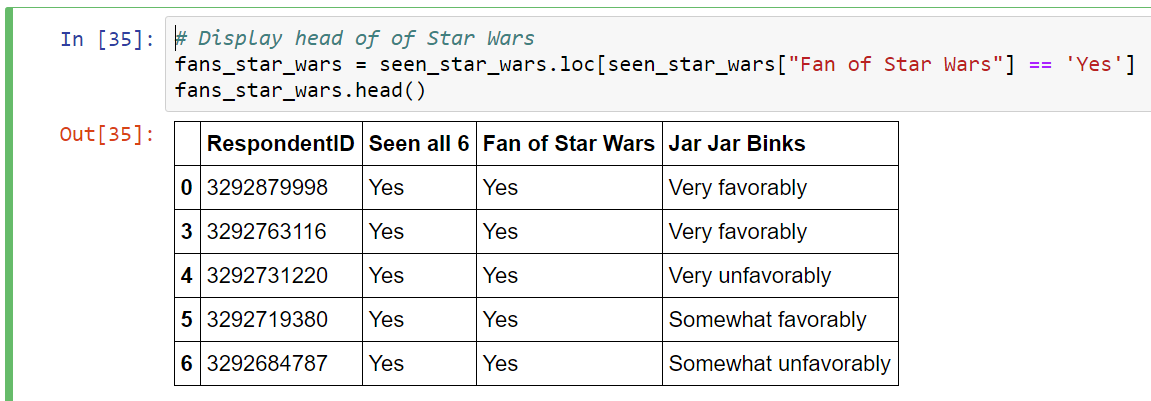 In [35]: # Display head of of Star Wars
fans_star_wars = seen_star_wars.loc[seen_star_wars["Fan of Star Wars"] == 'Yes']
fans_star_wars.head()
Out[35]:
RespondentID Seen all 6 Fan of Star Wars Jar Jar Binks
0 3292879998 Yes Yes Very favorably
3 3292763116 Yes Yes Very favorably
4 3292731220 Yes Yes Very unfavorably
5 3292719380 Yes Yes Somewhat favorably
6 3292684787 Yes Yes Somewhat unfavorably